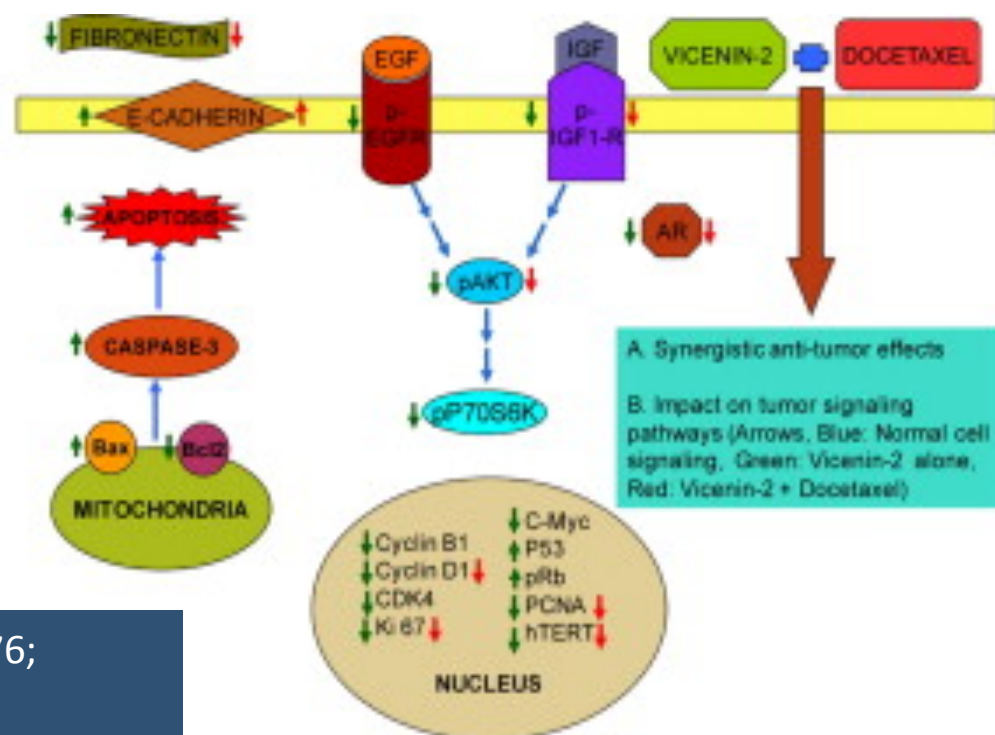 FIBRONECTIN
EGF
IGF
VICENIN-2
DOCETAXEL
E-CADHERIN
p-
EGFR
p-
IGF1-R
APOPTOSIS
AR
pAKT
CASPASE-3
pP70S6K
Bax
Bcl2
MITOCHONDRIA
A. Synergistic anti-tumor effects
B. Impact on tumor signaling
pathways (Arrows, Blue: Normal cell
signaling, Green: Vicenin-2 alone,
Red: Vicenin-2 + Docetaxel)
Cyclin B1
Cyclin D1
CDK4
Ki 67
C-Myc
P53
pRb
PCNA
hTERT
NUCLEUS
6;